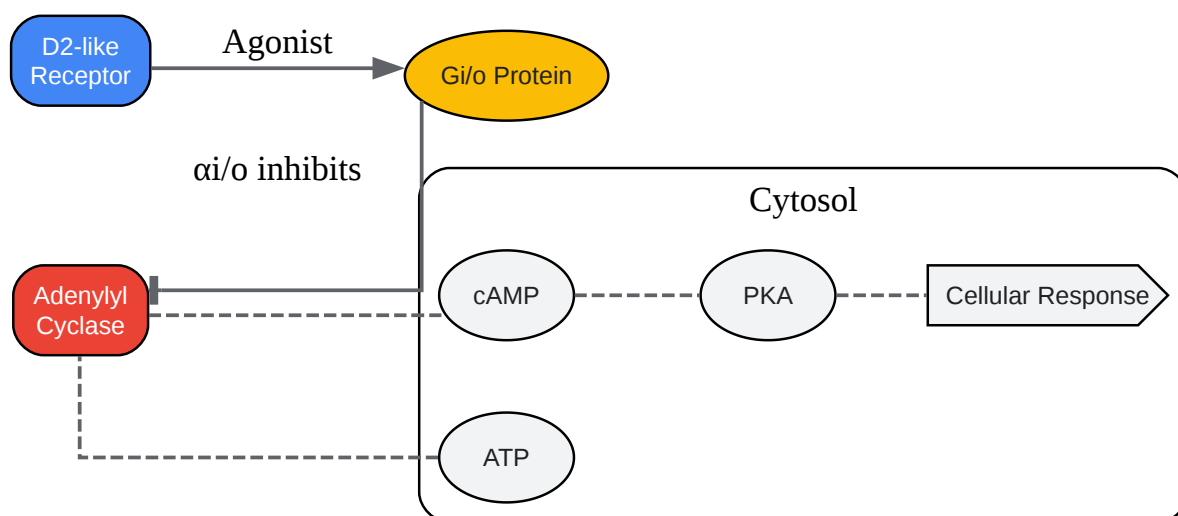 D2-like
Receptor
Agonist
Gi/o Protein
αi/o inhibits
Cytosol
Adenylyl
Cyclase
cAMP
PKA
Cellular Response
ATP